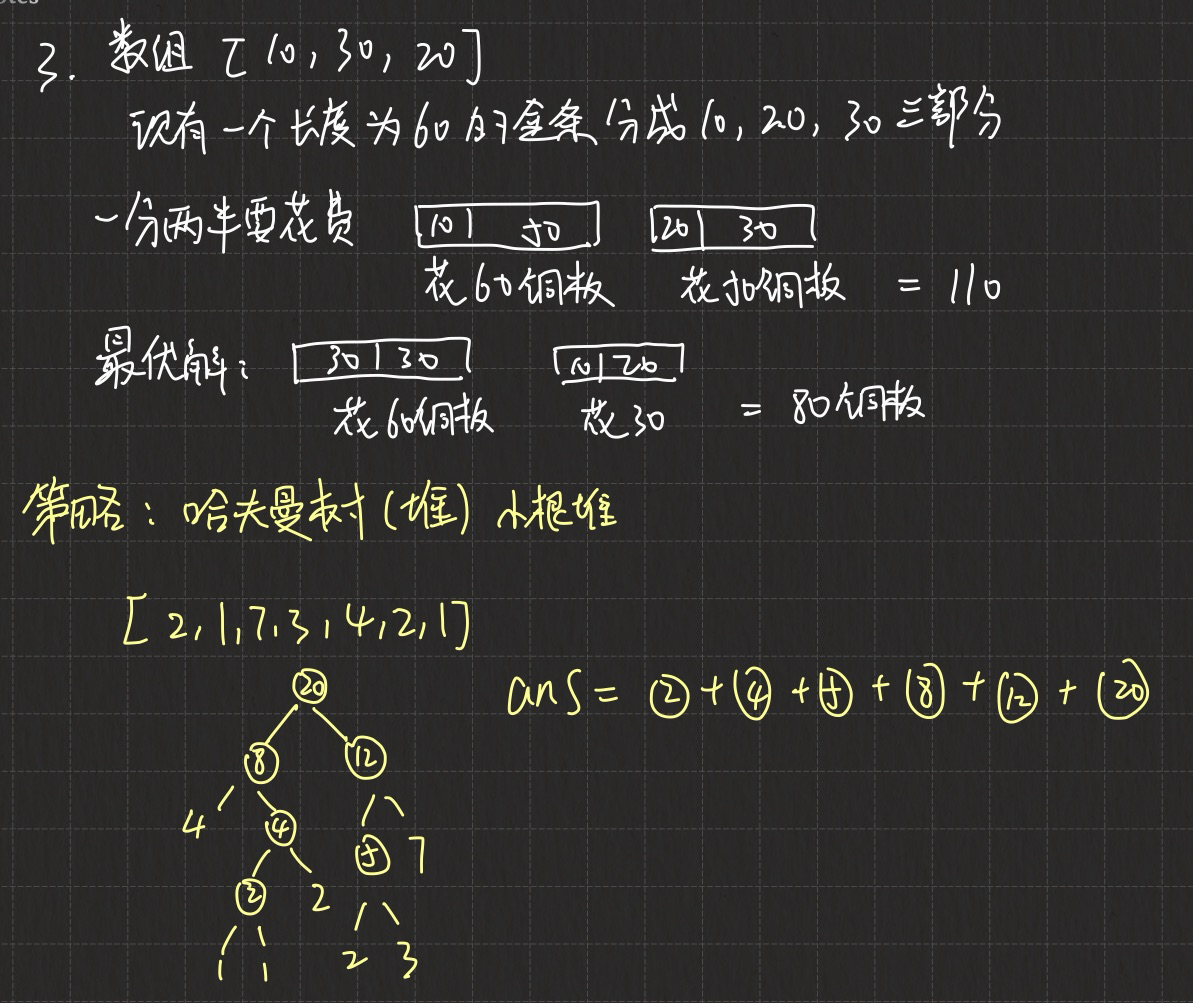 otes
3. 数组 [10, 30, 20]
现有一个长度为60的金条分成10, 20, 30三部分
一分两半要花费 10 50 20 30
花60铜板 花50铜板 = 110
最优解: 30 30 10 20
花60铜板 花30 = 80铜板
策略: 哈夫曼树 (堆) 小根堆
[2, 1, 7, 3, 4, 2, 1]
20 ans = ② + ④ + ⑤ + ⑧ + ⑫ + ⑳
8 12
4 4 5 7
2 2 2 3
1 1